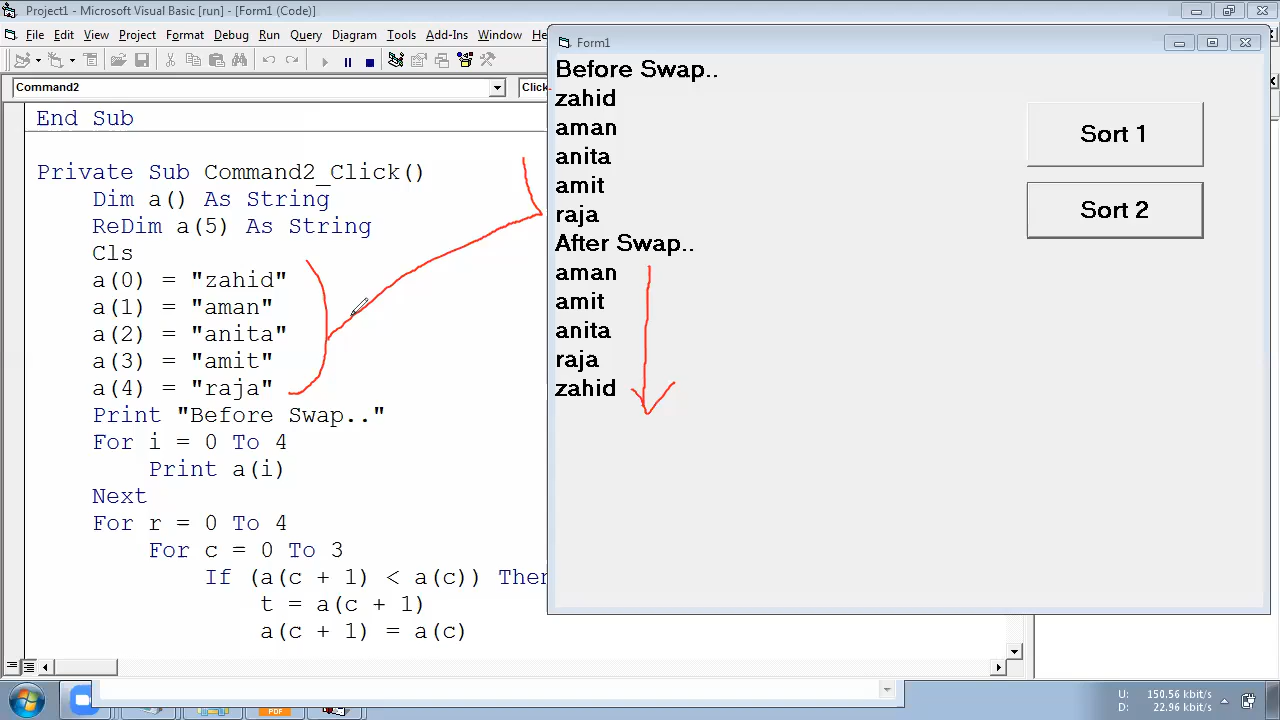 Project1 - Microsoft Visual Basic [run] - [Form1 (Code)]
File Edit View Project Format Debug Run Query Diagram Tools Add-Ins Window
Command2
End Sub
Private Sub Command2_Click()
Dim a() As String
ReDim a(5) As String
Cls
a(0) = "zahid"
a(1) = "aman"
a(2) = "anita"
a(3) = "amit"
a(4) = "raja"
Print "Before Swap.."
For i = 0 To 4
Print a(i)
Next
For r = 0 To 4
For c = 0 To 3
If (a(c + 1) < a(c)) Then
t = a(c + 1)
a(c + 1) = a(c)
Form1
Before Swap..
zahid
aman
anita
amit
raja
After Swap..
aman
amit
anita
raja
zahid
Sort 1
Sort 2
PDF
U: 150.56 kbit/s
D: 22.96 kbit/s